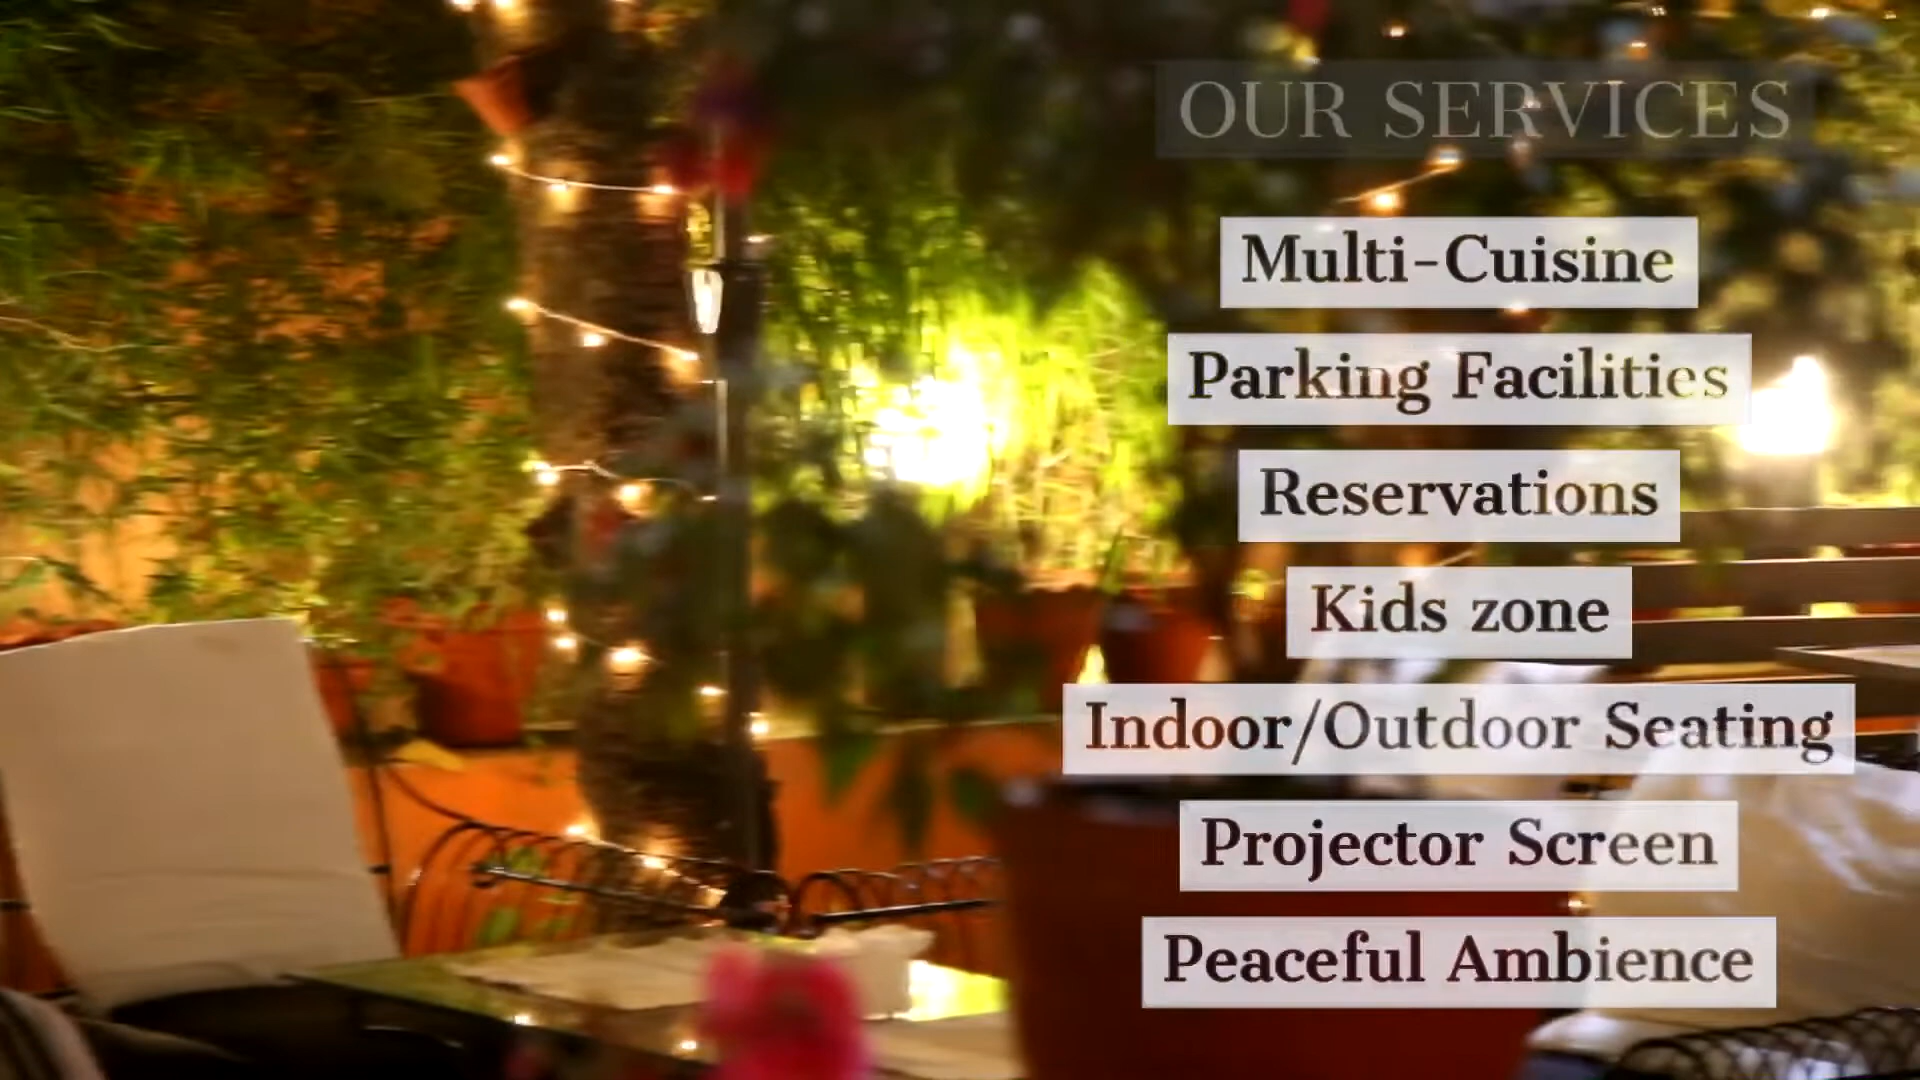 OUR SERVICES
Multi-Cuisine
Parking Facilities
Reservations
Kids zone
Indoor/Outdoor Seating
Projector Screen
Peaceful Ambience